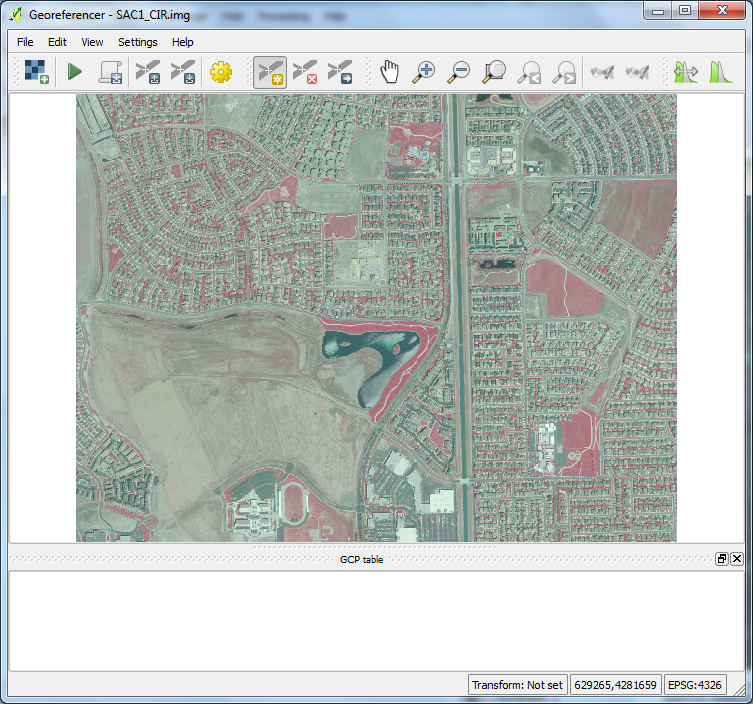 Georeferencer - SAC1_CIR.img
File Edit View Settings Help
GCP table
Transform: Not set 629265,4281659 EPSG:4326